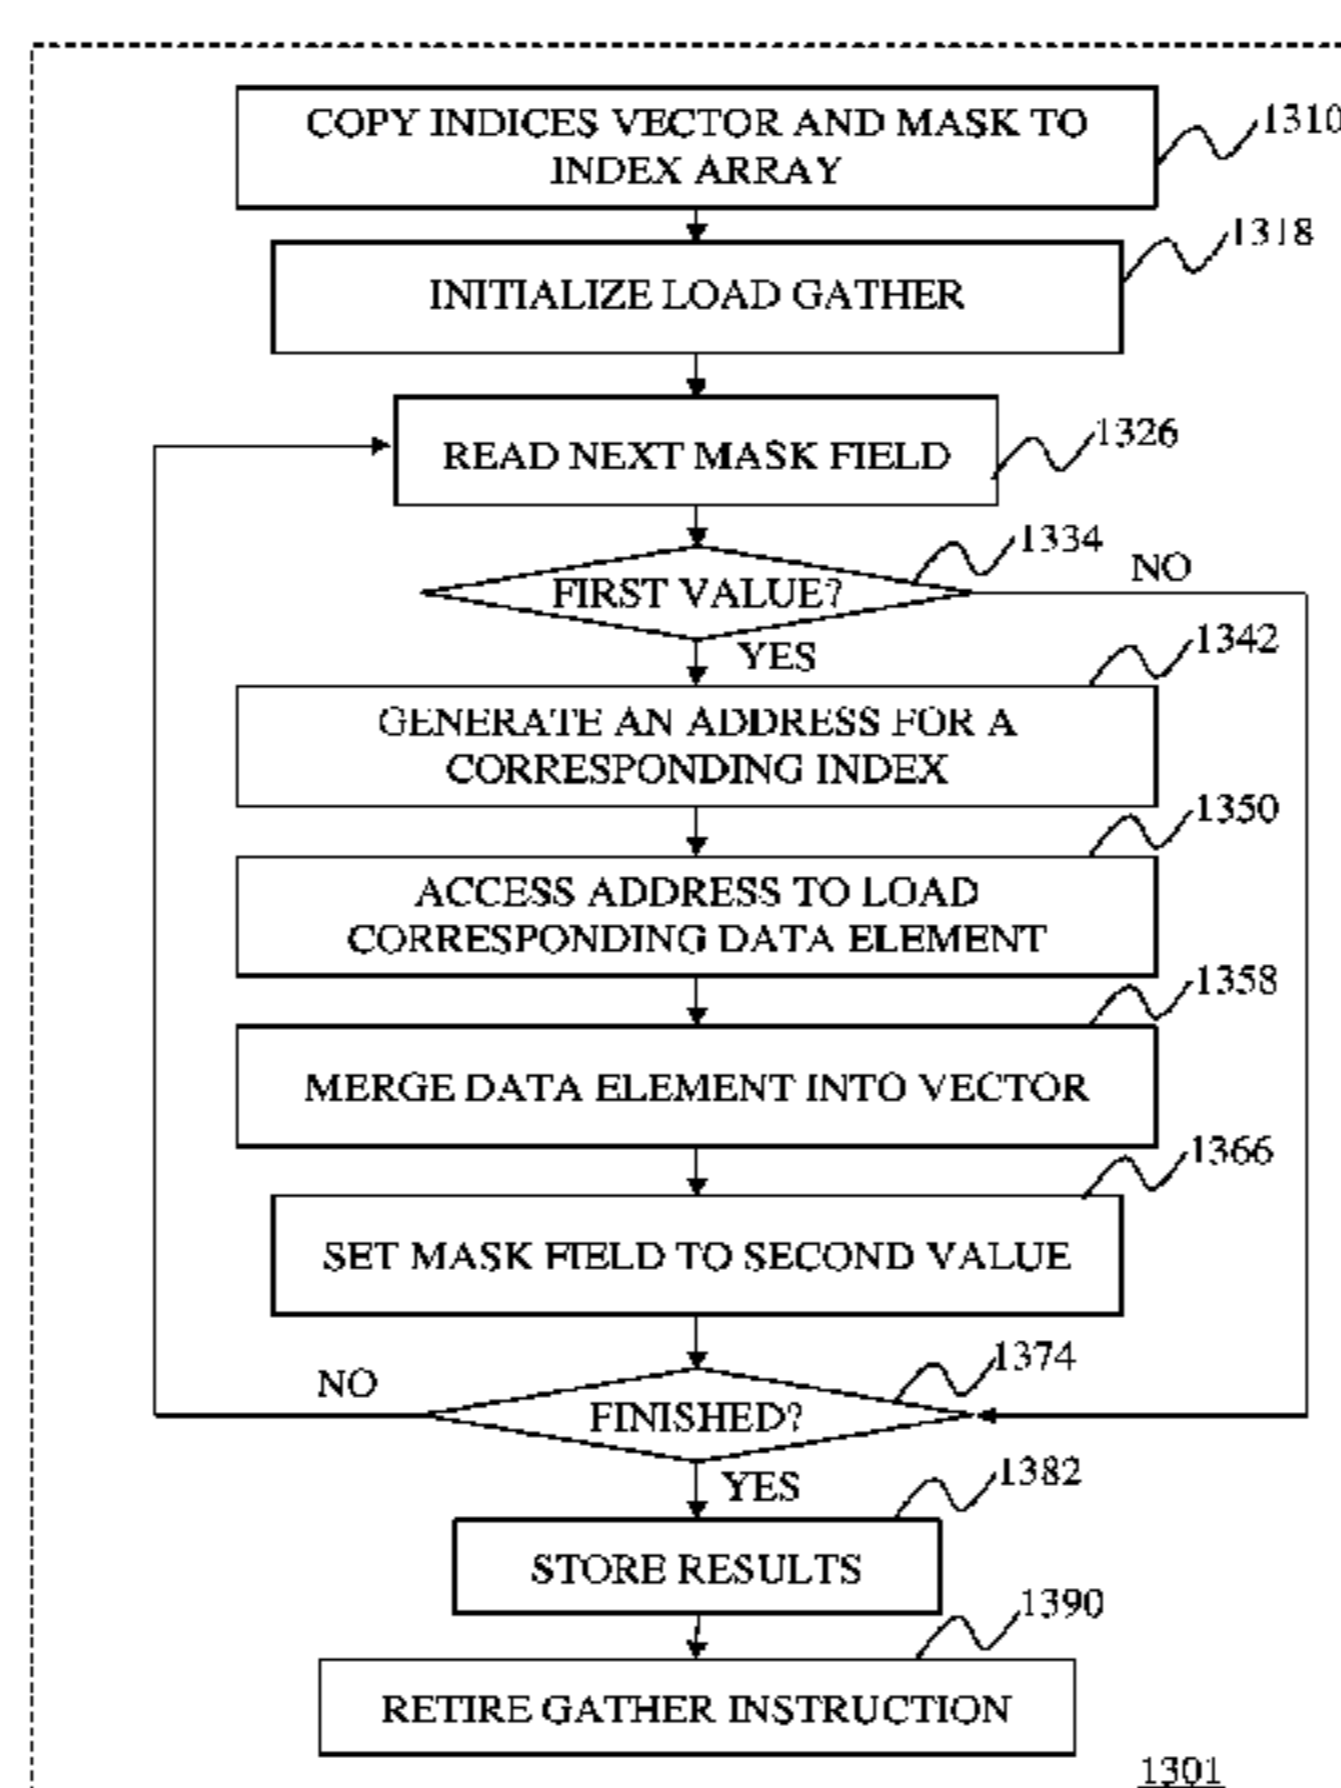 COPY INDICES VECTOR AND MASK TO
INDEX ARRAY
1310
INITIALIZE LOAD GATHER
1318
READ NEXT MASK FIELD
1326
FIRST VALUE?
1334
NO
YES
1342
GENERATE AN ADDRESS FOR A
CORRESPONDING INDEX
1350
ACCESS ADDRESS TO LOAD
CORRESPONDING DATA ELEMENT
1358
MERGE DATA ELEMENT INTO VECTOR
1366
SET MASK FIELD TO SECOND VALUE
1374
NO
FINISHED?
YES
1382
STORE RESULTS
1390
RETIRE GATHER INSTRUCTION
1301